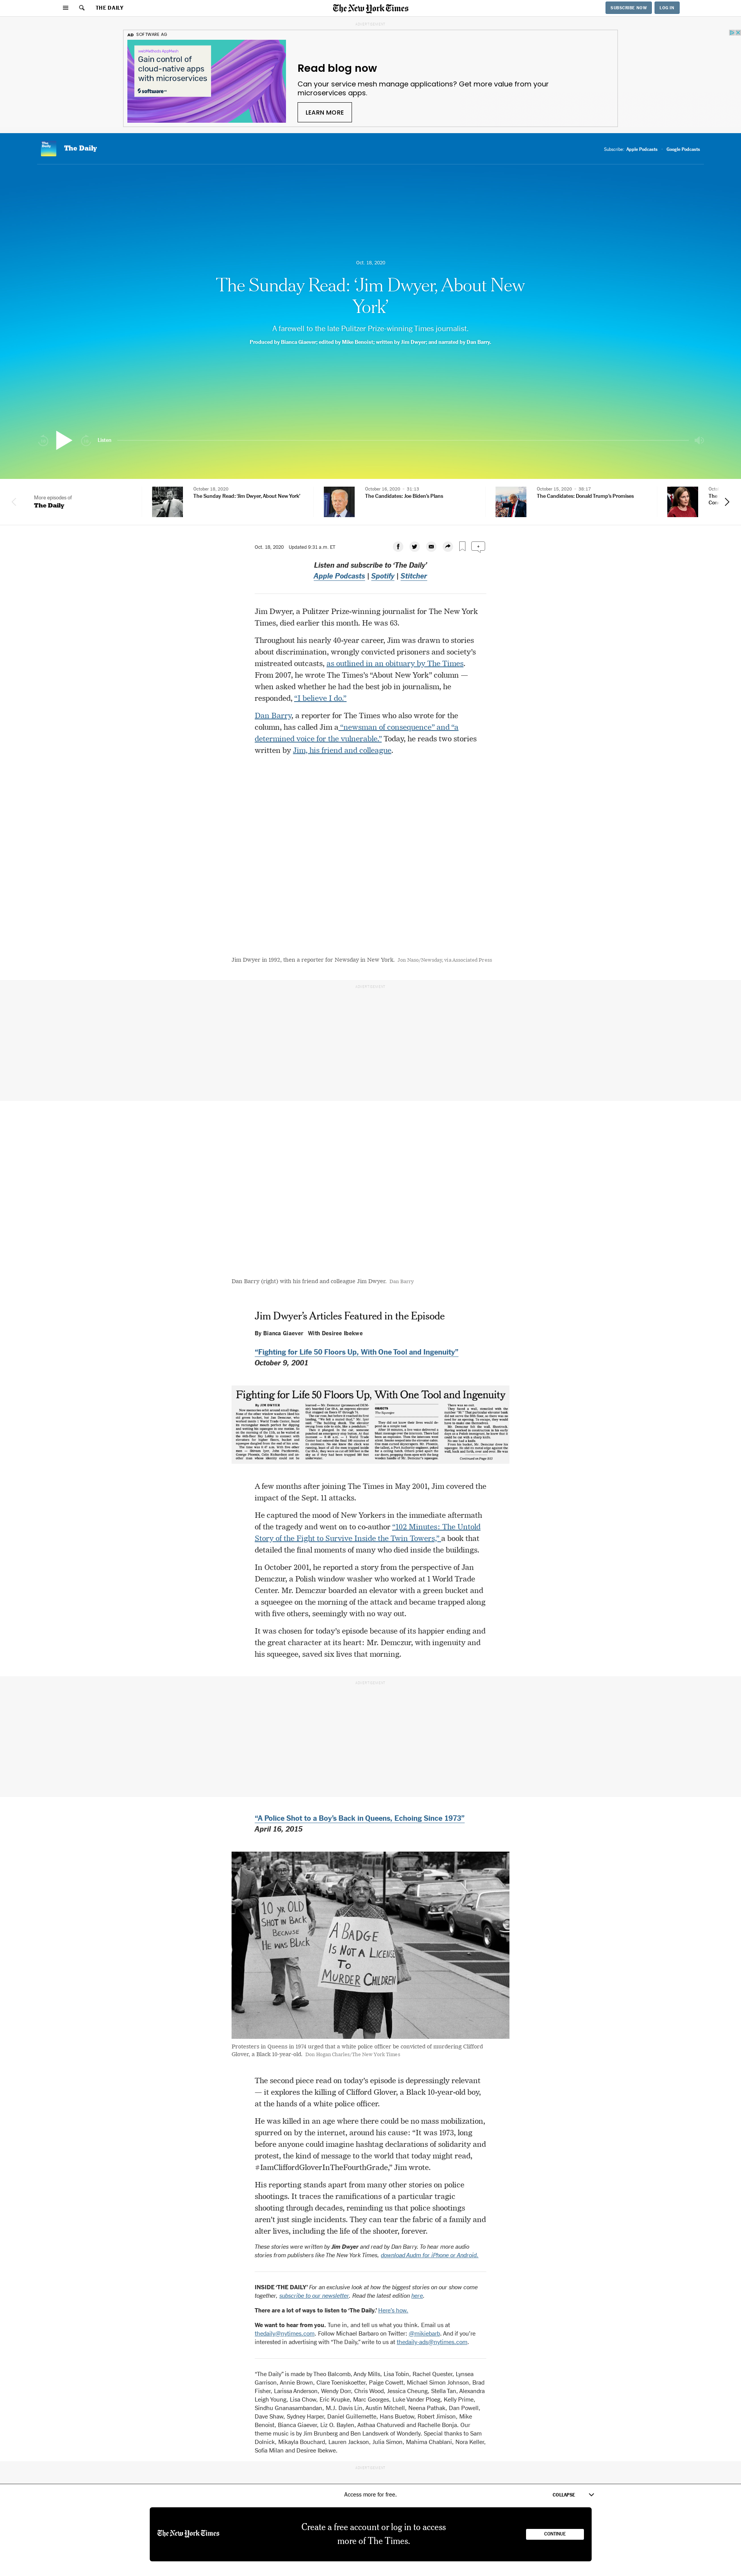 THE DAILY
The New York Times
SUBSCRIBE NOW
LOG IN
ADVERTISEMENT
AD SOFTWARE AG
webMethods AppMesh
Gain control of
cloud-native apps
with microservices
software AG
Read blog now
Can your service mesh manage applications? Get more value from your
microservices apps.
LEARN MORE
The Daily
Subscribe: Apple Podcasts Google Podcasts
Oct. 18, 2020
The Sunday Read: ‘Jim Dwyer, About New
York’
A farewell to the late Pulitzer Prize-winning Times journalist.
Produced by Bianca Giaever; edited by Mike Benoist; written by Jim Dwyer; and narrated by Dan Barry.
Listen
More episodes of
The Daily
October 18, 2020
The Sunday Read: ‘Jim Dwyer, About New York’
October 16, 2020 · 31:13
The Candidates: Joe Biden’s Plans
October 15, 2020 · 39:17
The Candidates: Donald Trump’s Promises
Oct. 18, 2020 Updated 9:31 a.m. ET
Listen and subscribe to ‘The Daily’
Apple Podcasts | Spotify | Stitcher
Jim Dwyer, a Pulitzer Prize-winning journalist for The New York
Times, died earlier this month. He was 63.
Throughout his nearly 40-year career, Jim was drawn to stories
about discrimination, wrongly convicted prisoners and society’s
mistreated outcasts, as outlined in an obituary by The Times.
From 2007, he wrote The Times’s “About New York” column —
when asked whether he had the best job in journalism, he
responded, “I believe I do.”
Dan Barry, a reporter for The Times who also wrote for the
column, has called Jim a “newsman of consequence” and “a
determined voice for the vulnerable.” Today, he reads two stories
written by Jim, his friend and colleague.
Jim Dwyer in 1992, then a reporter for Newsday in New York. Jon Naso/Newsday, via Associated Press
ADVERTISEMENT
Dan Barry (right) with his friend and colleague Jim Dwyer. Dan Barry
Jim Dwyer’s Articles Featured in the Episode
By Bianca Giaever With Desiree Ibekwe
“Fighting for Life 50 Floors Up, With One Tool and Ingenuity”
October 9, 2001
Fighting for Life 50 Floors Up, With One Tool and Ingenuity
By JIM DWYER
A few months after joining The Times in May 2001, Jim covered the
impact of the Sept. 11 attacks.
He captured the mood of New Yorkers in the immediate aftermath
of the tragedy and went on to co-author “102 Minutes: The Untold
Story of the Fight to Survive Inside the Twin Towers,” a book that
detailed the final moments of many who died inside the buildings.
In October 2001, he reported a story from the perspective of Jan
Demczur, a Polish window washer who worked at 1 World Trade
Center. Mr. Demczur boarded an elevator with a green bucket and
a squeegee on the morning of the attack and became trapped along
with five others, seemingly with no way out.
It was chosen for today’s episode because of its happier ending and
the great character at its heart: Mr. Demczur, with ingenuity and
his squeegee, saved six lives that morning.
ADVERTISEMENT
“A Police Shot to a Boy’s Back in Queens, Echoing Since 1973”
April 16, 2015
10 YR. OLD
SHOT IN BACK
BECAUSE
HE WAS BLACK
A BADGE
IS NOT A LICENSE
TO
MURDER CHILDREN
Protesters in Queens in 1974 urged that a white police officer be convicted of murdering Clifford
Glover, a Black 10-year-old. Don Hogan Charles/The New York Times
The second piece read on today’s episode is depressingly relevant
— it explores the killing of Clifford Glover, a Black 10-year-old boy,
at the hands of a white police officer.
He was killed in an age where there could be no mass mobilization,
spurred on by the internet, around his cause: “It was 1973, long
before anyone could imagine hashtag declarations of solidarity and
protest, the kind of message to the world that today might read,
#IamCliffordGloverInTheFourthGrade,” Jim wrote.
His reporting stands apart from many other stories on police
shootings. It traces the ramifications of a particular tragic
shooting through decades, reminding us that police shootings
aren’t just single incidents. They can tear the fabric of a family and
alter lives, including the life of the shooter, forever.
These stories were written by Jim Dwyer and read by Dan Barry. To hear more audio
stories from publishers like The New York Times, download Audm for iPhone or Android.
INSIDE ‘THE DAILY’ For an exclusive look at how the biggest stories on our show come
together, subscribe to our newsletter. Read the latest edition here.
There are a lot of ways to listen to ‘The Daily.’ Here’s how.
We want to hear from you. Tune in, and tell us what you think. Email us at
thedaily@nytimes.com. Follow Michael Barbaro on Twitter: @mikiebarb. And if you’re
interested in advertising with “The Daily,” write to us at thedaily-ads@nytimes.com.
“The Daily” is made by Theo Balcomb, Andy Mills, Lisa Tobin, Rachel Quester, Lynsea
Garrison, Annie Brown, Clare Toeniskoetter, Paige Cowett, Michael Simon Johnson, Brad
Fisher, Larissa Anderson, Wendy Dorr, Chris Wood, Jessica Cheung, Stella Tan, Alexandra
Leigh Young, Lisa Chow, Eric Krupke, Marc Georges, Luke Vander Ploeg, Kelly Prime,
Sindhu Gnanasambandan, M.J. Davis Lin, Austin Mitchell, Neena Pathak, Dan Powell,
Dave Shaw, Sydney Harper, Daniel Guillemette, Hans Buetow, Robert Jimison, Mike
Benoist, Bianca Giaever, Liz O. Baylen, Asthaa Chaturvedi and Rachelle Bonja. Our
theme music is by Jim Brunberg and Ben Landsverk of Wonderly. Special thanks to Sam
Dolnick, Mikayla Bouchard, Lauren Jackson, Julia Simon, Mahima Chablani, Nora Keller,
Sofia Milan and Desiree Ibekwe.
ADVERTISEMENT
Access more for free.
COLLAPSE
The New York Times
Create a free account or log in to access
more of The Times.
CONTINUE